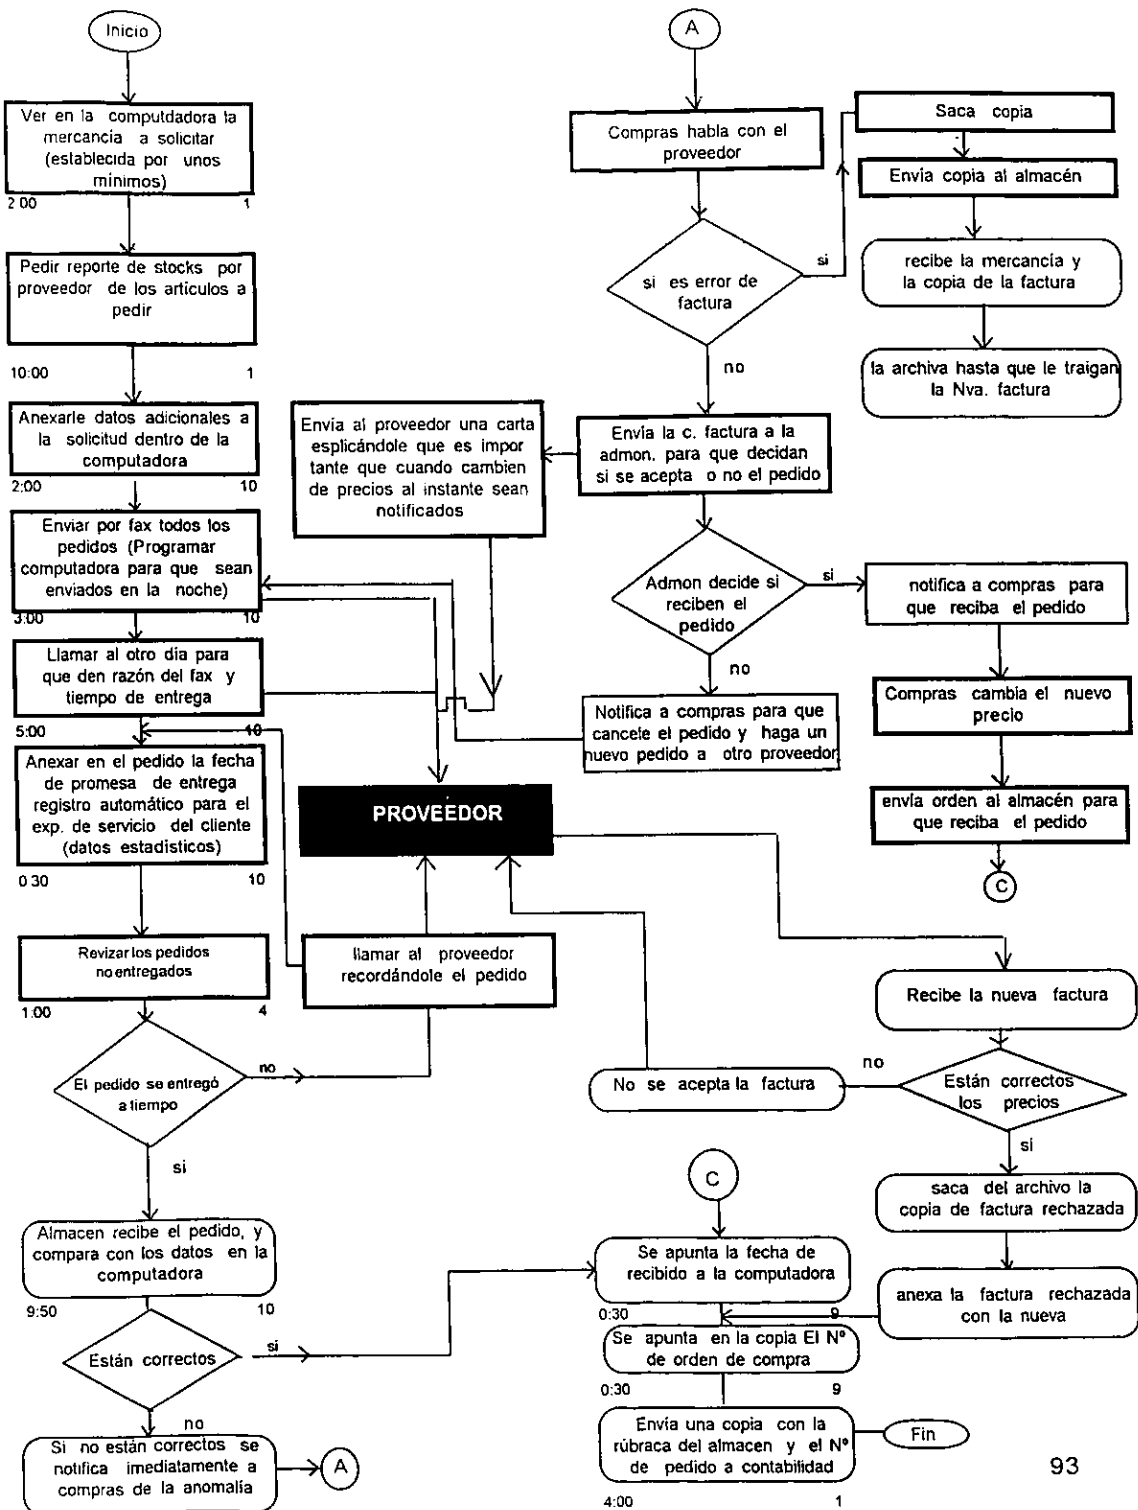 Inicio
Ver en la computdadora la
mercancia a solicitar
(establecida por unos
minimos)
2 00 1
Pedir reporte de stocks por
proveedor de los artículos a
pedir
10:00 1
Anexarle datos adicionales a
la solicitud dentro de la
computadora
2:00 10
Enviar por fax todos los
pedidos (Programar
computadora para que sean
enviados en la noche)
3:00 10
Llamar al otro día para
que den razón del fax y
tiempo de entrega
5:00 10
Anexar en el pedido la fecha
de promesa de entrega
registro automático para el
exp. de servicio del cliente
(datos estadísticos)
0 30 10
Revizar los pedidos
no entregados
1:00 4
El pedido se entregó
a tiempo
no
si
Almacen recibe el pedido, y
compara con los datos en la
computadora
9:50 10
Están correctos
si
no
Si no están correctos se
notifica imediatamente a
compras de la anomalía
A
Envía al proveedor una carta
esplicándole que es impor
tante que cuando cambien
de precios al instante sean
notificados
PROVEEDOR
llamar al proveedor
recordándole el pedido
A
Compras habla con el
proveedor
si es error de
factura
si
no
Envía la c. factura a la
admon. para que decidan
si se acepta o no el pedido
Admon decide si
reciben el
pedido
si
no
Notifica a compras para que
cancete el pedido y haga un
nuevo pedido a otro proveedor
Saca copia
Envía copia al almacén
recibe la mercancía y
la copia de la factura
la archiva hasta que le traigan
la Nva. factura
notifica a compras para
que reciba el pedido
Compras cambia el nuevo
precio
envía orden al almacén para
que reciba el pedido
C
Recibe la nueva factura
Están correctos
los precios
no
No se acepta la factura
si
saca del archivo la
copia de factura rechazada
anexa la factura rechazada
con la nueva
C
Se apunta la fecha de
recibido a la computadora
0:30 9
Se apunta en la copia El Nº
de orden de compra
0:30 9
Envía una copia con la
rúbraca del almacen y el Nº
de pedido a contabilidad
4:00 1
Fin
93